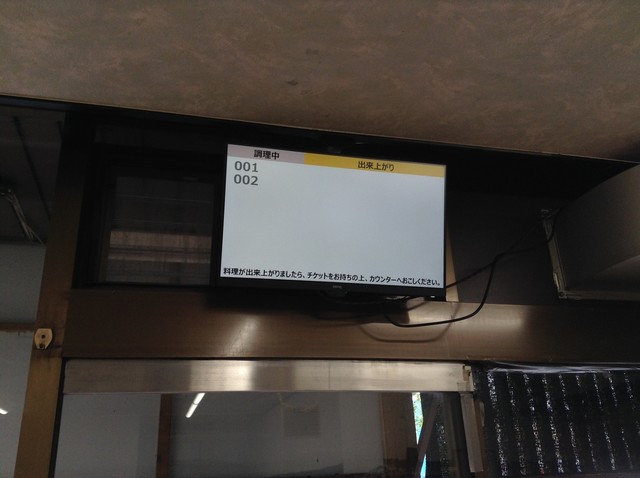 調理中
出来上がり
001
002
料理が出来上がりましたら、チケットをお持ちの上、カウンターへおこしください。